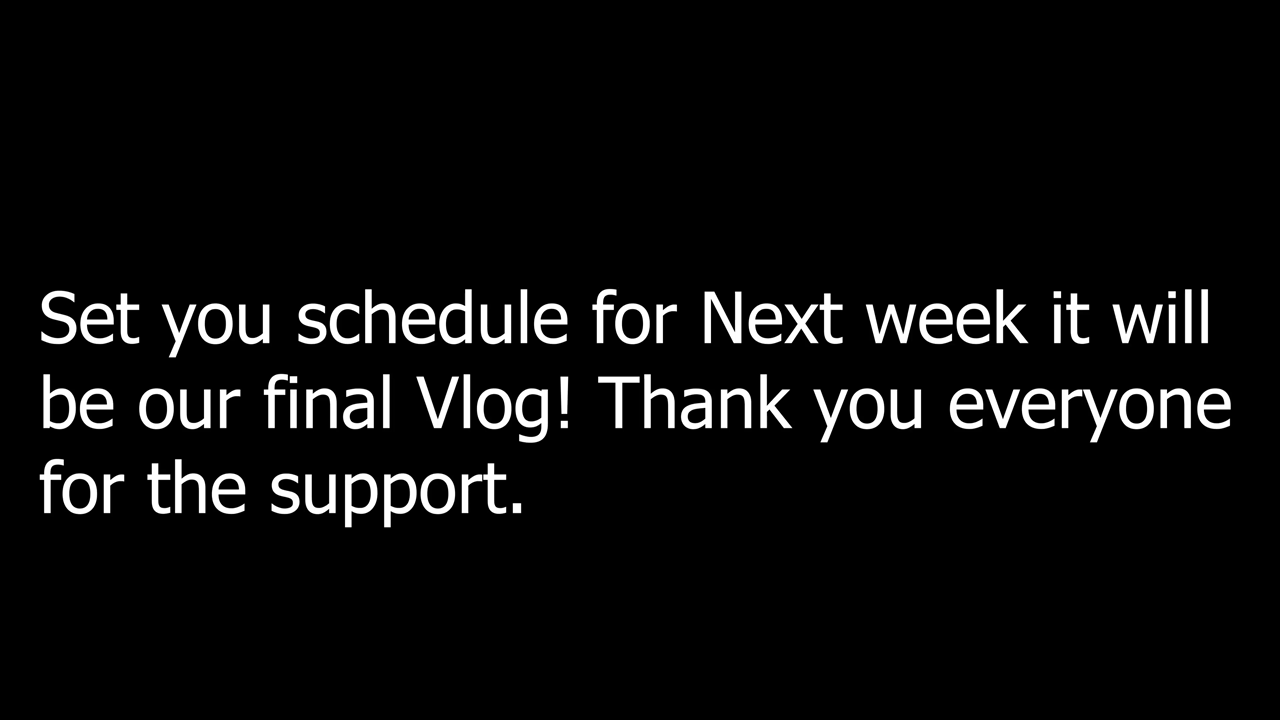 Set you schedule for Next week it will
be our final Vlog! Thank you everyone
for the support.